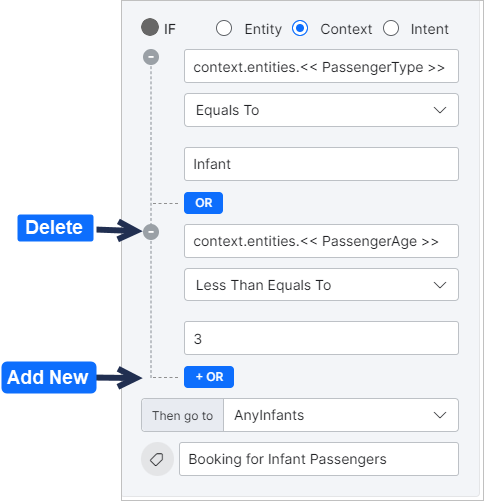 IF Entity Context Intent
context.entities.<< PassengerType >>
Equals To
Infant
OR
Delete
context.entities.<< PassengerAge >>
Less Than Equals To
3
Add New
+ OR
Then go to AnyInfants
Booking for Infant Passengers